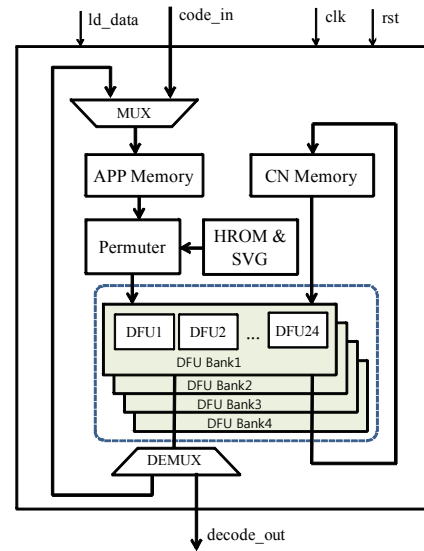 ld_data
code_in
clk
rst
MUX
APP Memory
CN Memory
Permuter
HROM &
SVG
DFU1
DFU2
...
DFU24
DFU Bank1
DFU Bank2
DFU Bank3
DFU Bank4
DEMUX
decode_out